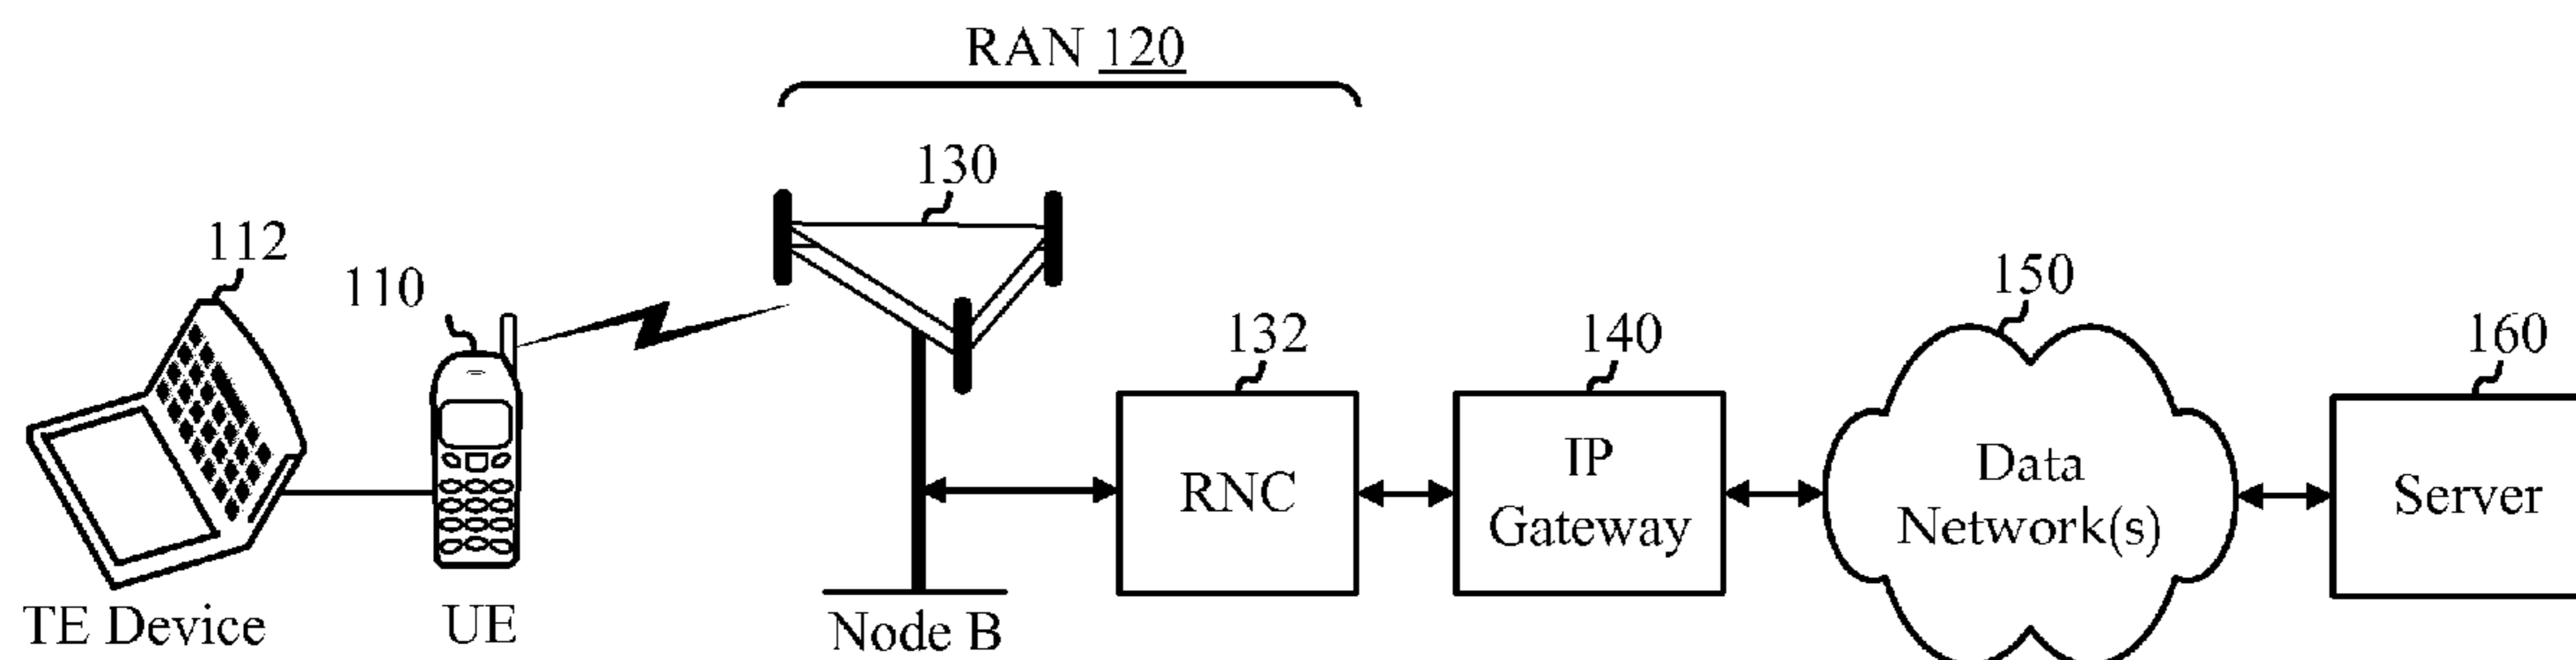 RAN 120
130
112
110
150
132
140
160
IP
Gateway
RNC
Data
Network(s)
Server
TE Device
UE
Node B